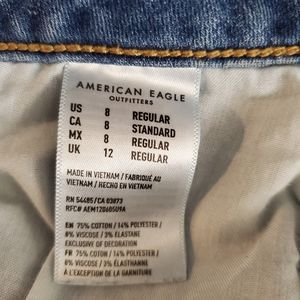 AMERICAN EAGLE
OUTFITTERS
US 8 REGULAR
CA 8 STANDARD
MX 8 REGULAR
UK 12 REGULAR
MADE IN VIETNAM / FABRIQUÉ AU
VIETNAM / HECHO EN VIETNAM
RN 54485/CA 03873
RFC# AEM120605U9A
EN 75% COTTON / 14% POLYESTER /
8% VISCOSE / 3% ELASTANE
EXCLUSIVE OF DECORATION
FR 75% COTON / 14% POLYESTER /
8% VISCOSE / 3% ÉLASTHANNE
À L'EXCEPTION DE LA GARNITURE